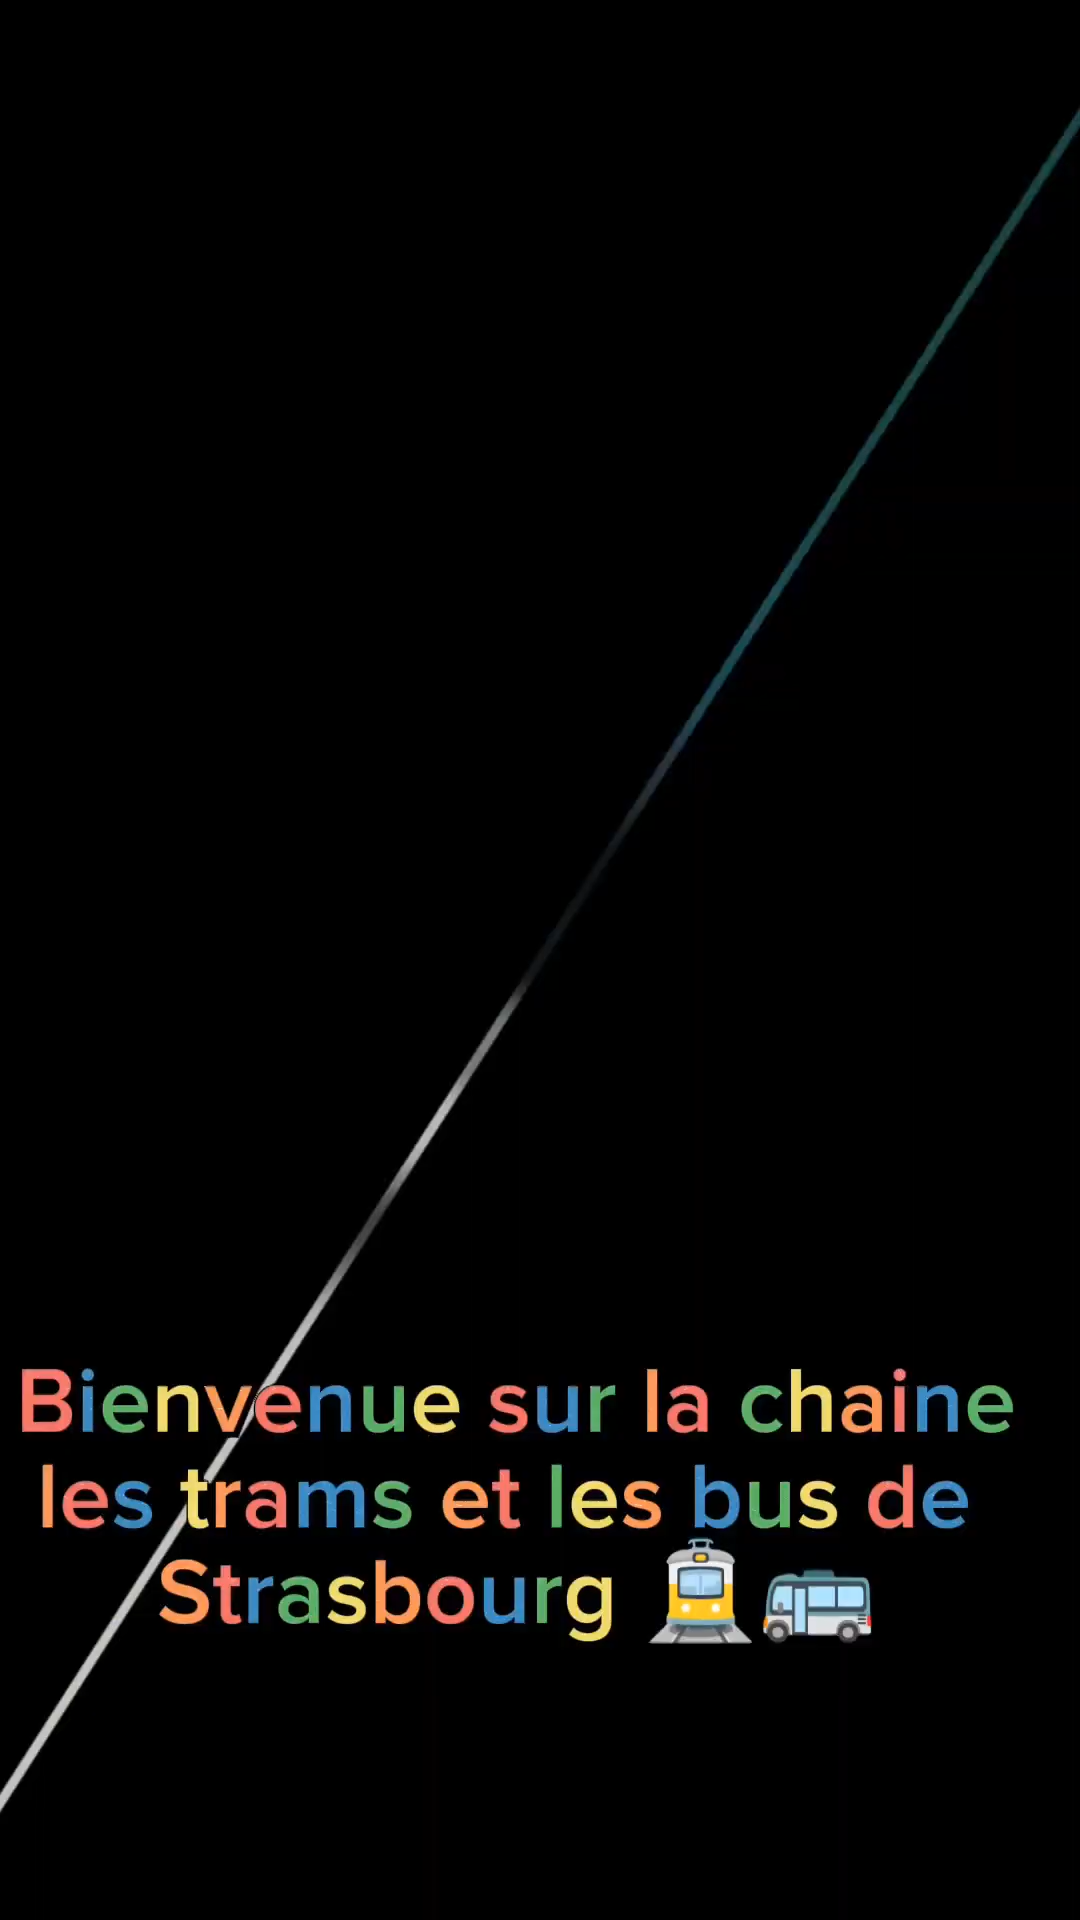 Bienvenue sur la chaine
les trams et les bus de
Strasbourg 🚊🚌